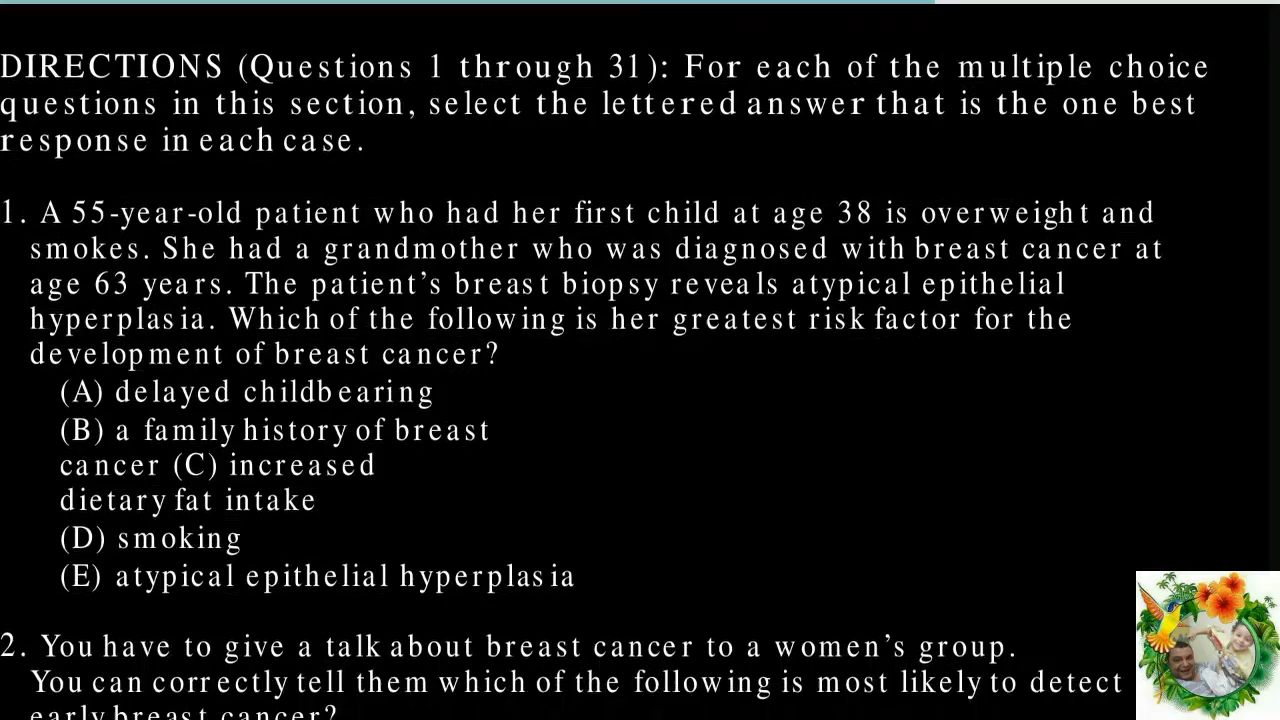 DIRECTIONS (Questions 1 through 31): For each of the multiple choice
questions in this section, select the lettered answer that is the one best
response in each case.
1. A 55-year-old patient who had her first child at age 38 is overweight and
smokes. She had a grandmother who was diagnosed with breast cancer at
age 63 years. The patient’s breast biopsy reveals atypical epithelial
hyperplasia. Which of the following is her greatest risk factor for the
development of breast cancer?
(A) delayed childbearing
(B) a family history of breast
cancer (C) increased
dietary fat intake
(D) smoking
(E) atypical epithelial hyperplasia
2. You have to give a talk about breast cancer to a women’s group.
You can correctly tell them which of the following is most likely to detect
early breast cancer?